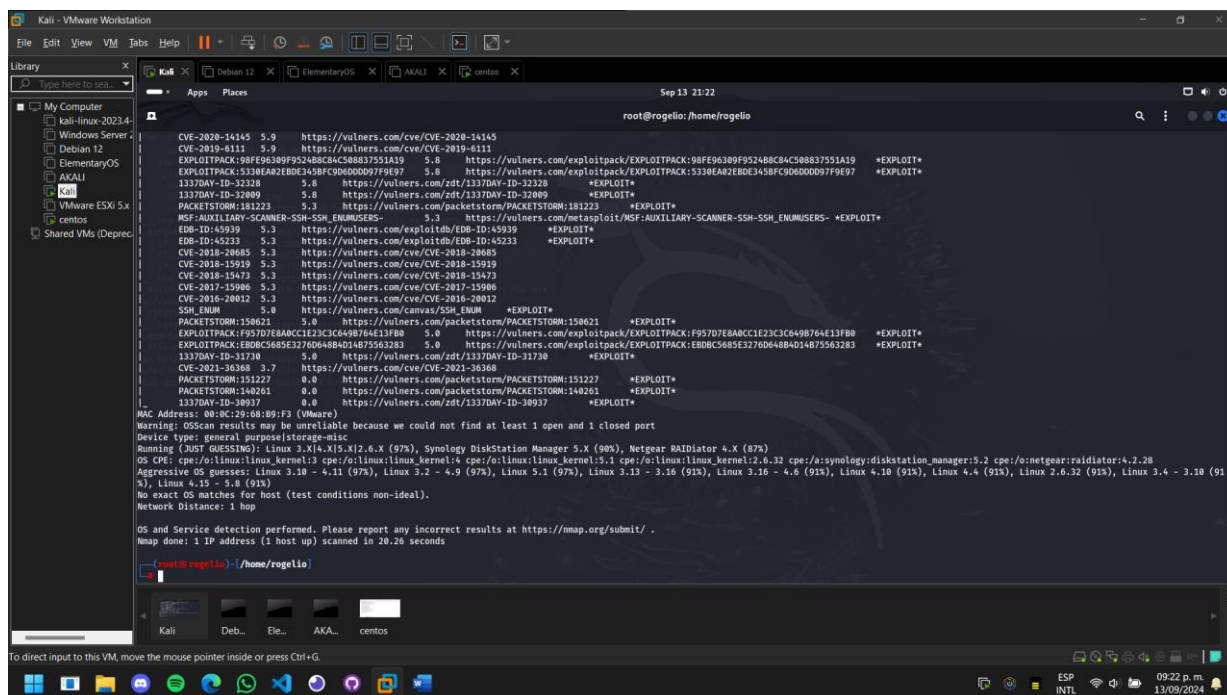 Kali - VMware Workstation
File Edit View VM Tabs Help
Library
Type here to sea...
My Computer
kali-linux-2023.4-
Windows Server 2
Debian 12
ElementaryOS
AKALI
Kali
VMware ESXi 5.x
centos
Shared VMs (Deprec
Kali Debian 12 ElementaryOS AKALI centos
Apps Places Sep 13 21:22
root@rogelio: /home/rogelio
| CVE-2020-14145 5.9 https://vulners.com/cve/CVE-2020-14145
| CVE-2019-6111 5.9 https://vulners.com/cve/CVE-2019-6111
| EXPLOITPACK:98FE96309F9524B8C84C508837551A19 5.8 https://vulners.com/exploitpack/EXPLOITPACK:98FE96309F9524B8C84C508837551A19 *EXPLOIT*
| EXPLOITPACK:5330EA02EBDE345BFC9D6DDDD97F9E97 5.8 https://vulners.com/exploitpack/EXPLOITPACK:5330EA02EBDE345BFC9D6DDDD97F9E97 *EXPLOIT*
| 1337DAY-ID-32328 5.8 https://vulners.com/zdt/1337DAY-ID-32328 *EXPLOIT*
| 1337DAY-ID-32009 5.8 https://vulners.com/zdt/1337DAY-ID-32009 *EXPLOIT*
| PACKETSTORM:181223 5.3 https://vulners.com/packetstorm/PACKETSTORM:181223 *EXPLOIT*
| MSF:AUXILIARY-SCANNER-SSH-SSH_ENUMUSERS- 5.3 https://vulners.com/metasploit/MSF:AUXILIARY-SCANNER-SSH-SSH_ENUMUSERS- *EXPLOIT*
| EDB-ID:45939 5.3 https://vulners.com/exploitdb/EDB-ID:45939 *EXPLOIT*
| EDB-ID:45233 5.3 https://vulners.com/exploitdb/EDB-ID:45233 *EXPLOIT*
| CVE-2018-20685 5.3 https://vulners.com/cve/CVE-2018-20685
| CVE-2018-15919 5.3 https://vulners.com/cve/CVE-2018-15919
| CVE-2018-15473 5.3 https://vulners.com/cve/CVE-2018-15473
| CVE-2017-15906 5.3 https://vulners.com/cve/CVE-2017-15906
| CVE-2016-20012 5.3 https://vulners.com/cve/CVE-2016-20012
| SSH_ENUM 5.0 https://vulners.com/canvas/SSH_ENUM *EXPLOIT*
| PACKETSTORM:150621 5.0 https://vulners.com/packetstorm/PACKETSTORM:150621 *EXPLOIT*
| EXPLOITPACK:F957D7E8A0CC1E23C3C649B764E13FB0 5.0 https://vulners.com/exploitpack/EXPLOITPACK:F957D7E8A0CC1E23C3C649B764E13FB0 *EXPLOIT*
| EXPLOITPACK:EBDBC5685E3276D648B4D14B75563283 5.0 https://vulners.com/exploitpack/EXPLOITPACK:EBDBC5685E3276D648B4D14B75563283 *EXPLOIT*
| 1337DAY-ID-31730 5.0 https://vulners.com/zdt/1337DAY-ID-31730 *EXPLOIT*
| CVE-2021-36368 3.7 https://vulners.com/cve/CVE-2021-36368
| PACKETSTORM:151227 0.0 https://vulners.com/packetstorm/PACKETSTORM:151227 *EXPLOIT*
| PACKETSTORM:140261 0.0 https://vulners.com/packetstorm/PACKETSTORM:140261 *EXPLOIT*
|_ 1337DAY-ID-30937 0.0 https://vulners.com/zdt/1337DAY-ID-30937 *EXPLOIT*
MAC Address: 00:0C:29:68:B9:F3 (VMware)
Warning: OSScan results may be unreliable because we could not find at least 1 open and 1 closed port
Device type: general purpose|storage-misc
Running (JUST GUESSING): Linux 3.X|4.X|5.X|2.6.X (97%), Synology DiskStation Manager 5.X (90%), Netgear RAIDiator 4.X (87%)
OS CPE: cpe:/o:linux:linux_kernel:3 cpe:/o:linux:linux_kernel:4 cpe:/o:linux:linux_kernel:5.1 cpe:/o:linux:linux_kernel:2.6.32 cpe:/a:synology:diskstation_manager:5.2 cpe:/o:netgear:raidiator:4.2.28
Aggressive OS guesses: Linux 3.10 - 4.11 (97%), Linux 3.2 - 4.9 (97%), Linux 5.1 (97%), Linux 3.13 - 3.16 (91%), Linux 3.16 - 4.6 (91%), Linux 4.10 (91%), Linux 4.4 (91%), Linux 2.6.32 (91%), Linux 3.4 - 3.10 (91
%), Linux 4.15 - 5.8 (91%)
No exact OS matches for host (test conditions non-ideal).
Network Distance: 1 hop
OS and Service detection performed. Please report any incorrect results at https://nmap.org/submit/ .
Nmap done: 1 IP address (1 host up) scanned in 20.26 seconds
(root@rogelio)-[/home/rogelio]
#
Kali Deb... Ele... AKA... centos
To direct input to this VM, move the mouse pointer inside or press Ctrl+G.
ESP
INTL
09:22 p. m.
13/09/2024